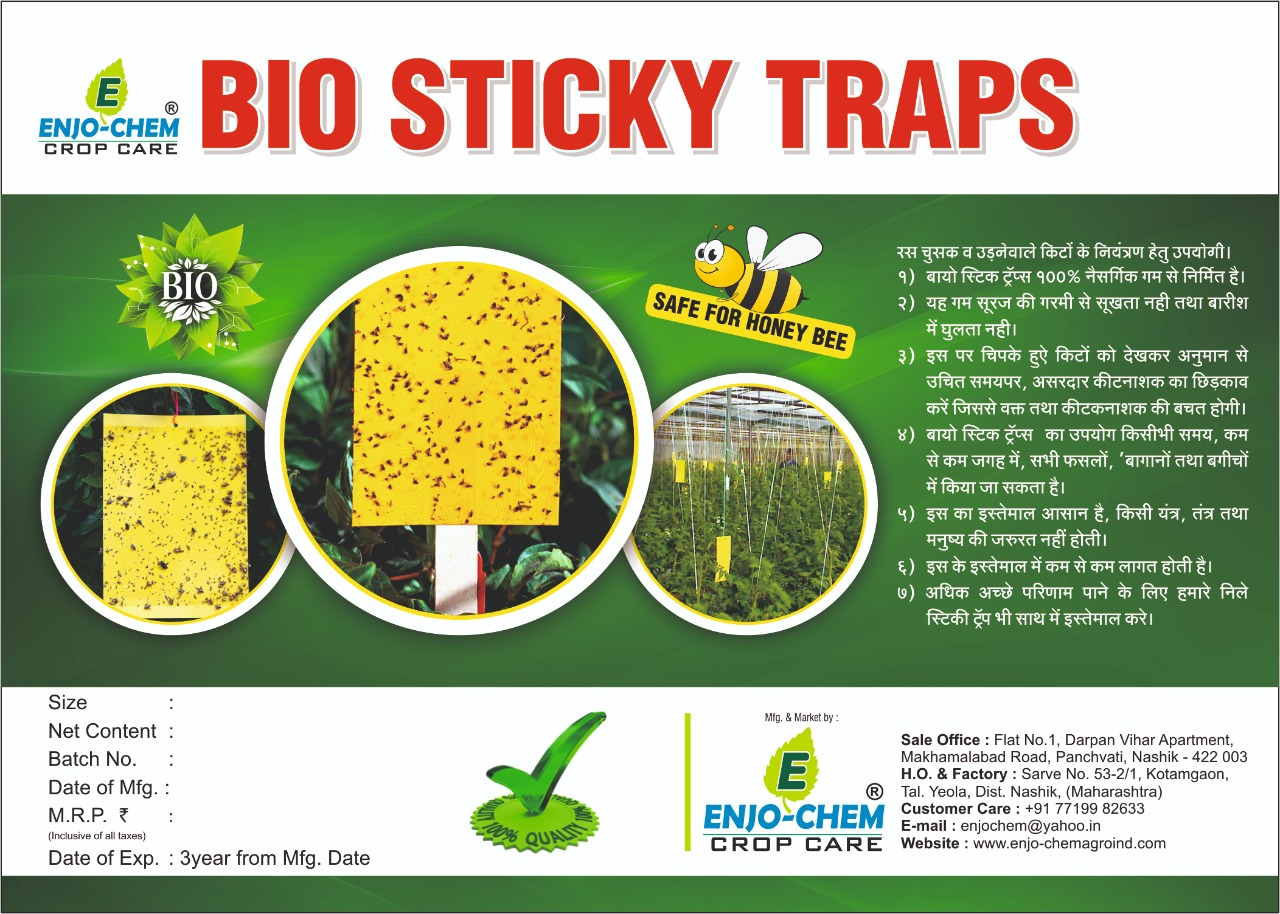 E
®
ENJO-CHEM
CROP CARE
BIO STICKY TRAPS
BIO
SAFE FOR HONEY BEE
रस चुसक व उड़नेवाले किटों के नियंत्रण हेतु उपयोगी।
१) बायो स्टिक ट्रॅप्स १००% नैसर्गिक गम से निर्मित है।
२) यह गम सूरज की गरमी से सूखता नही तथा बारीश
में घुलता नही।
३) इस पर चिपके हुऐ किटों को देखकर अनुमान से
उचित समयपर, असरदार कीटनाशक का छिड़काव
करें जिससे वक्त तथा कीटकनाशक की बचत होगी।
४) बायो स्टिक ट्रॅप्स का उपयोग किसीभी समय, कम
से कम जगह में, सभी फसलों, 'बागानों तथा बगीचों
में किया जा सकता है।
५) इस का इस्तेमाल आसान है, किसी यंत्र, तंत्र तथा
मनुष्य की जरुरत नहीं होती।
६) इस के इस्तेमाल में कम से कम लागत होती है।
७) अधिक अच्छे परिणाम पाने के लिए हमारे निले
स्टिकी ट्रॅप भी साथ में इस्तेमाल करे।
Size :
Net Content :
Batch No. :
Date of Mfg. :
M.R.P. ₹ :
(Inclusive of all taxes)
Date of Exp. : 3year from Mfg. Date
100% QUALITY
Mfg. & Market by :
E
®
ENJO-CHEM
CROP CARE
Sale Office : Flat No.1, Darpan Vihar Apartment,
Makhamalabad Road, Panchvati, Nashik - 422 003
H.O. & Factory : Sarve No. 53-2/1, Kotamgaon,
Tal. Yeola, Dist. Nashik, (Maharashtra)
Customer Care : +91 77199 82633
E-mail : enjochem@yahoo.in
Website : www.enjo-chemagroind.com